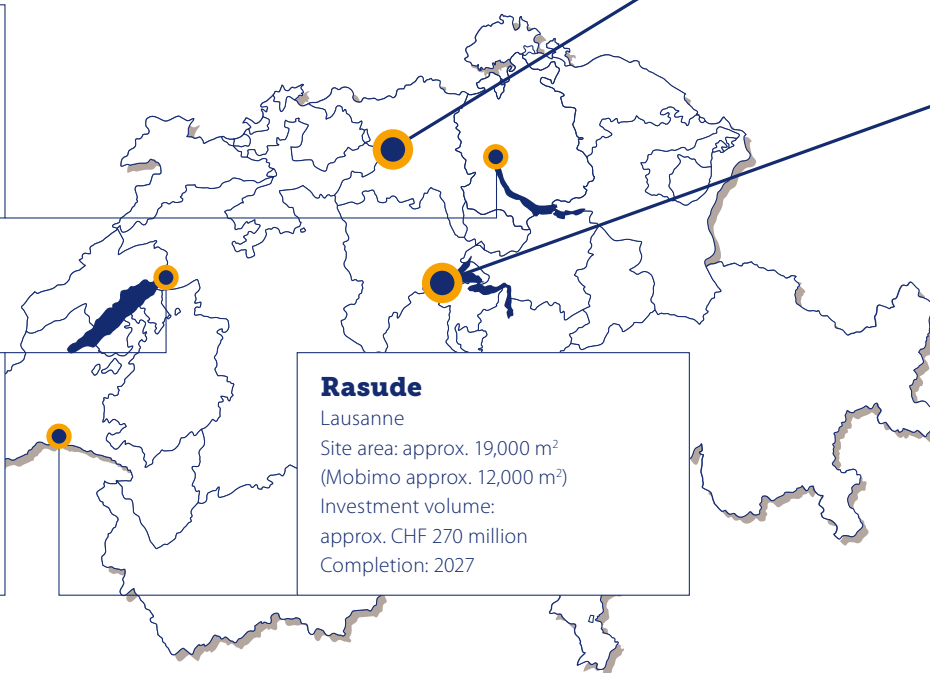 Rasude
Lausanne
Site area: approx. 19,000 m²
(Mobimo approx. 12,000 m²)
Investment volume:
approx. CHF 270 million
Completion: 2027